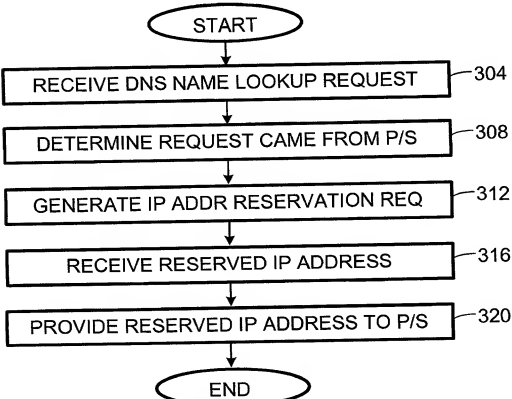 START
RECEIVE DNS NAME LOOKUP REQUEST 304
DETERMINE REQUEST CAME FROM P/S 308
GENERATE IP ADDR RESERVATION REQ 312
RECEIVE RESERVED IP ADDRESS 316
PROVIDE RESERVED IP ADDRESS TO P/S 320
END